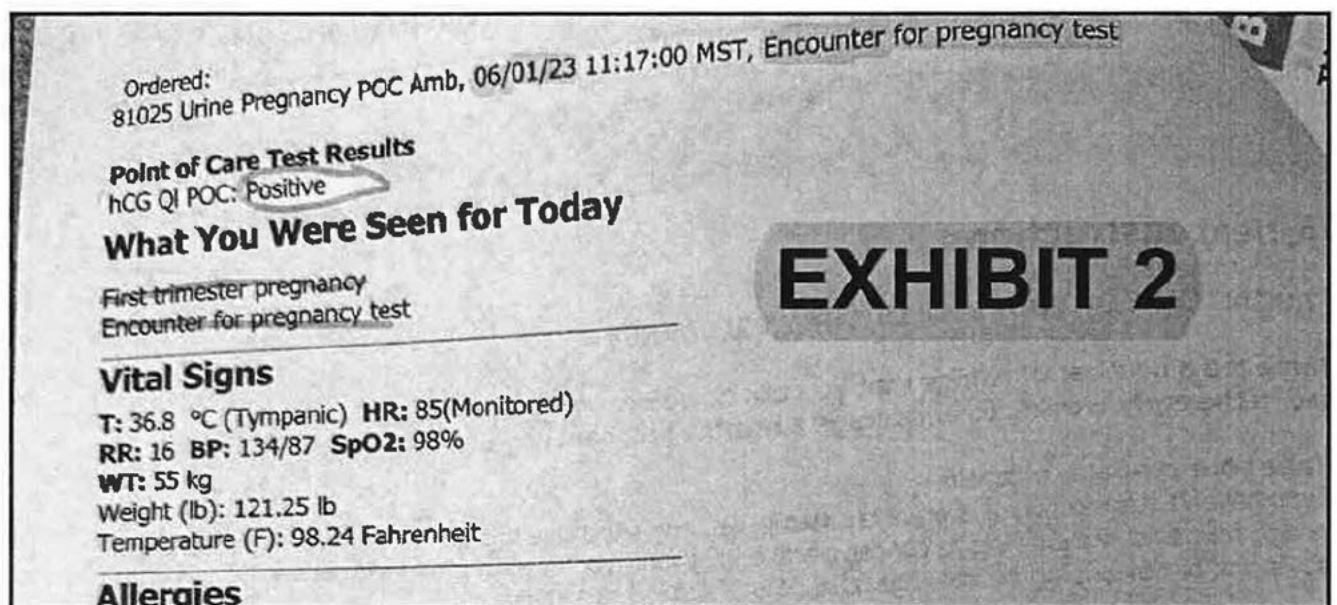 Ordered:
81025 Urine Pregnancy POC Amb, 06/01/23 11:17:00 MST, Encounter for pregnancy test
Point of Care Test Results
hCG Ql POC: Positive
What You Were Seen for Today
First trimester pregnancy
Encounter for pregnancy test
EXHIBIT 2
Vital Signs
T: 36.8 °C (Tympanic) HR: 85(Monitored)
RR: 16 BP: 134/87 SpO2: 98%
WT: 55 kg
Weight (lb): 121.25 lb
Temperature (F): 98.24 Fahrenheit
Allergies